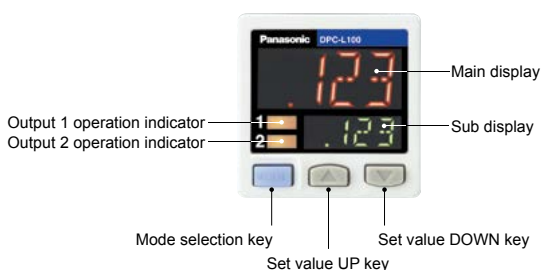 Panasonic DPC-L100
.123
Main display
Output 1 operation indicator
1
.123
Sub display
Output 2 operation indicator
2
Mode selection key
Set value DOWN key
Set value UP key